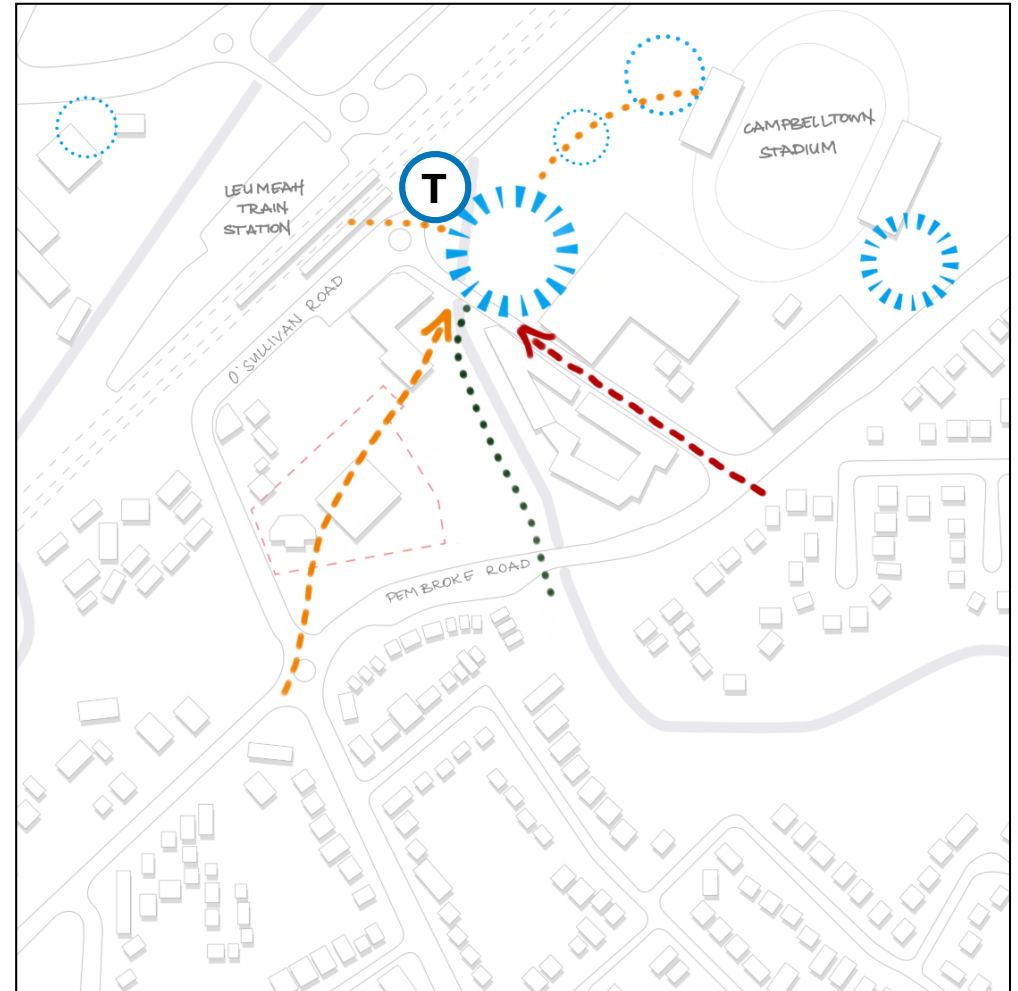 CAMPBELLTOWN
STADIUM
T
LEUMEAH
TRAIN
STATION
O'SULLIVAN ROAD
PEMBROKE ROAD